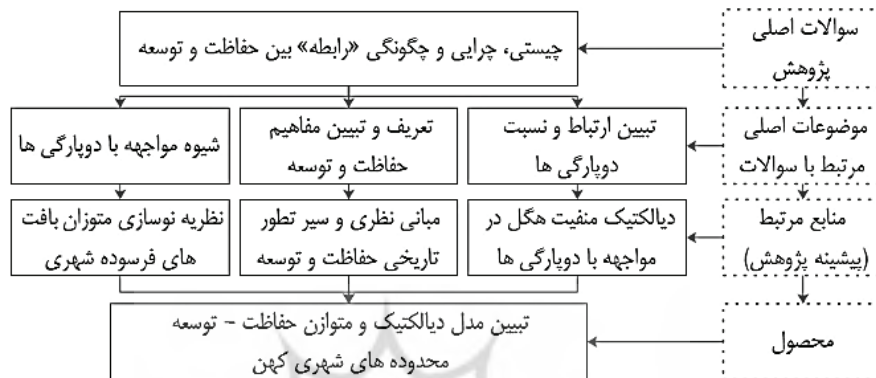 سوالات اصلی
پژوهش
چیستی، چرایی و چگونگی «رابطه» بین حفاظت و توسعه
موضوعات اصلی
مرتبط با سوالات
تبیین ارتباط و نسبت
دوپارگی ها
تعریف و تبیین مفاهیم
حفاظت و توسعه
شیوه مواجهه با دوپارگی ها
منابع مرتبط
(پیشینه پژوهش)
دیالکتیک منفیت هگل در
مواجهه با دوپارگی ها
مبانی نظری و سیر تطور
تاریخی حفاظت و توسعه
نظریه نوسازی متوزان بافت
های فرسوده شهری
محصول
تبیین مدل دیالکتیک و متوازن حفاظت - توسعه
محدوده های شهری کهن